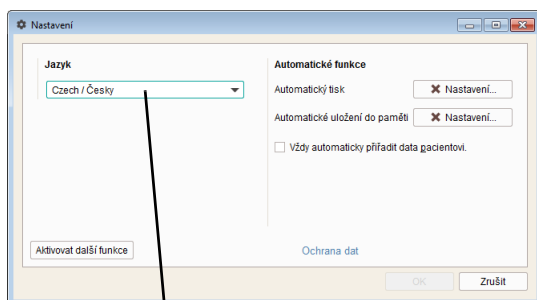 Nastavení
Jazyk
Czech / Česky
Automatické funkce
Automatický tisk
Nastavení...
Automatické uložení do paměti
Nastavení...
Vždy automaticky přiřadit data pacientovi.
Aktivovat další funkce
Ochrana dat
OK
Zrušit